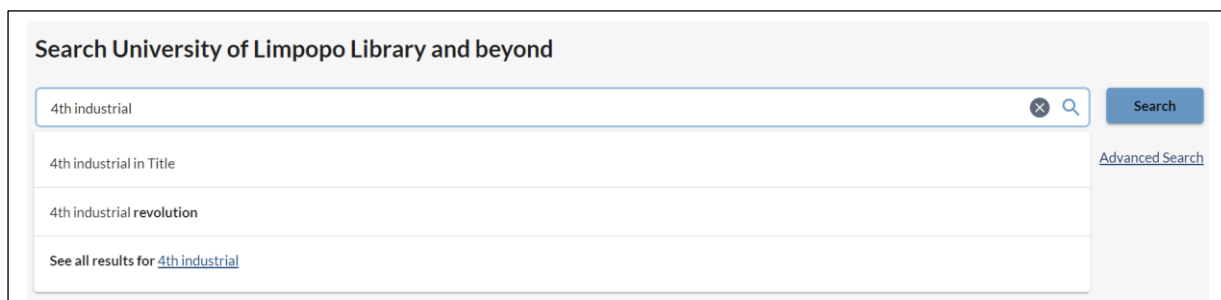 Search University of Limpopo Library and beyond
4th industrial
Search
4th industrial in Title
Advanced Search
4th industrial revolution
See all results for 4th industrial